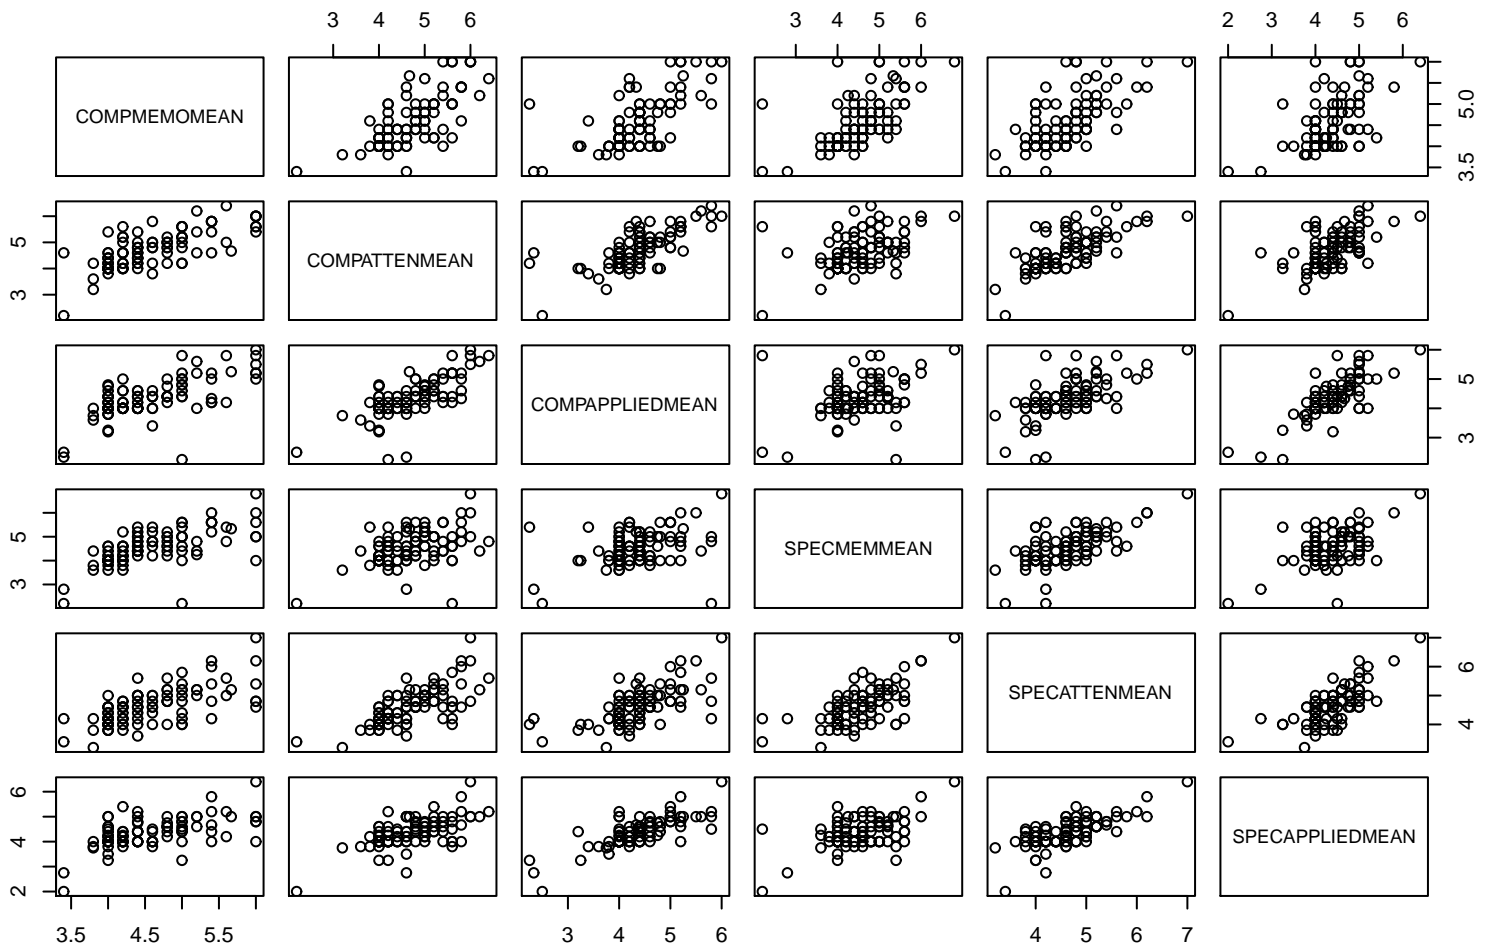 3 4 5 6 3 4 5 6 2 3 4 5 6
COMPMEMOMEAN
3.5 5.0
3 5
COMPATTENMEAN
COMPAPPLIEDMEAN
3 5
3 5
SPECMEMMEAN
SPECATTENMEAN
4 6
2 4 6
SPECAPPLIEDMEAN
3.5 4.5 5.5 3 4 5 6 4 5 6 7